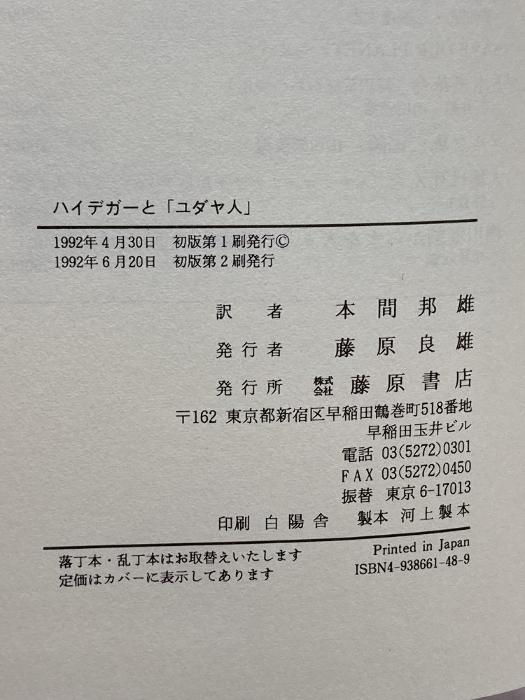 ハイデガーと「ユダヤ人」
1992年4月30日 初版第1刷発行©
1992年6月20日 初版第2刷発行
訳者 本間邦雄
発行者 藤原良雄
発行所 株式会社 藤原書店
〒162 東京都新宿区早稲田鶴巻町518番地
早稲田玉井ビル
電話 03(5272)0301
FAX 03(5272)0450
振替 東京6-17013
印刷 白陽舎 製本 河上製本
落丁本・乱丁本はお取替えいたします
定価はカバーに表示してあります
Printed in Japan
ISBN4-938661-48-9